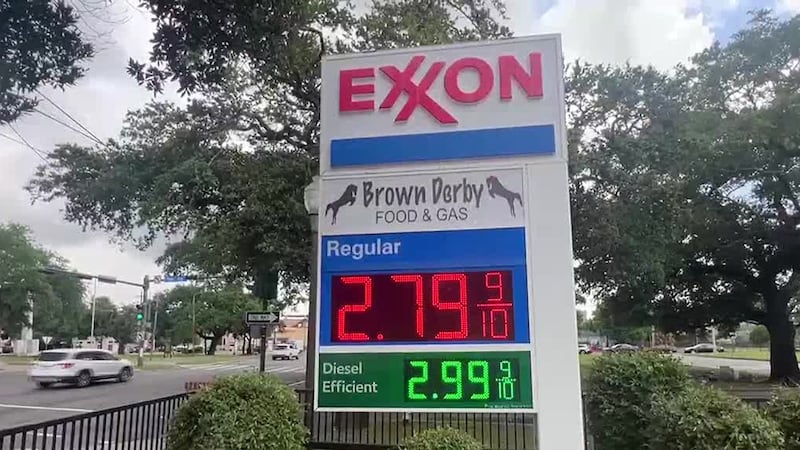 EXXON
Brown Derby
FOOD & GAS
Regular
2.79 9/10
Diesel
Efficient
2.99 9/10